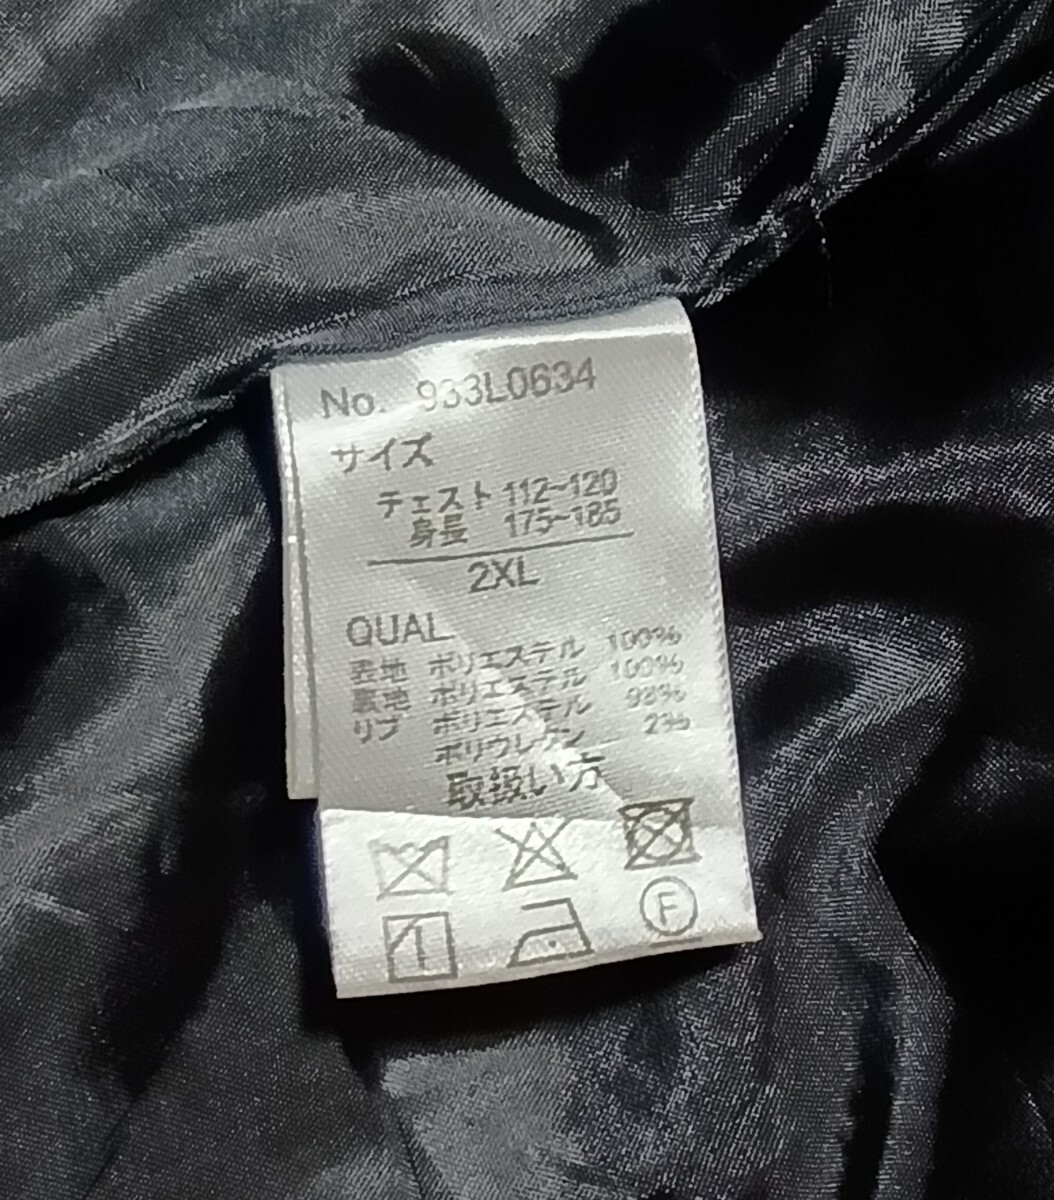 No. 933L0634
サイズ
チェスト 112~120
身長 175~185
2XL
QUAL
表地 ポリエステル 100%
裏地 ポリエステル 100%
リブ ポリエステル 98%
ポリウレタン 2%
取扱い方
F